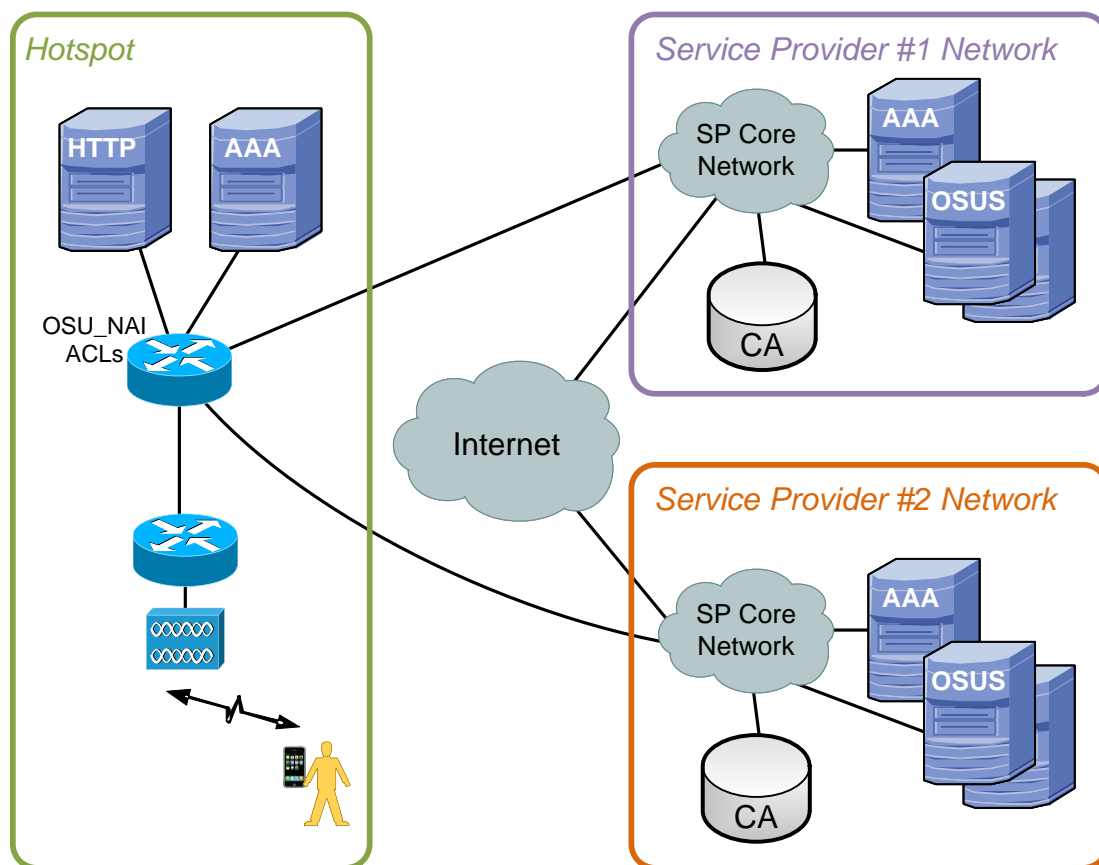 Hotspot
HTTP
AAA
OSU_NAI
ACLs
Service Provider #1 Network
SP Core
Network
AAA
OSUS
CA
Internet
Service Provider #2 Network
SP Core
Network
AAA
OSUS
CA